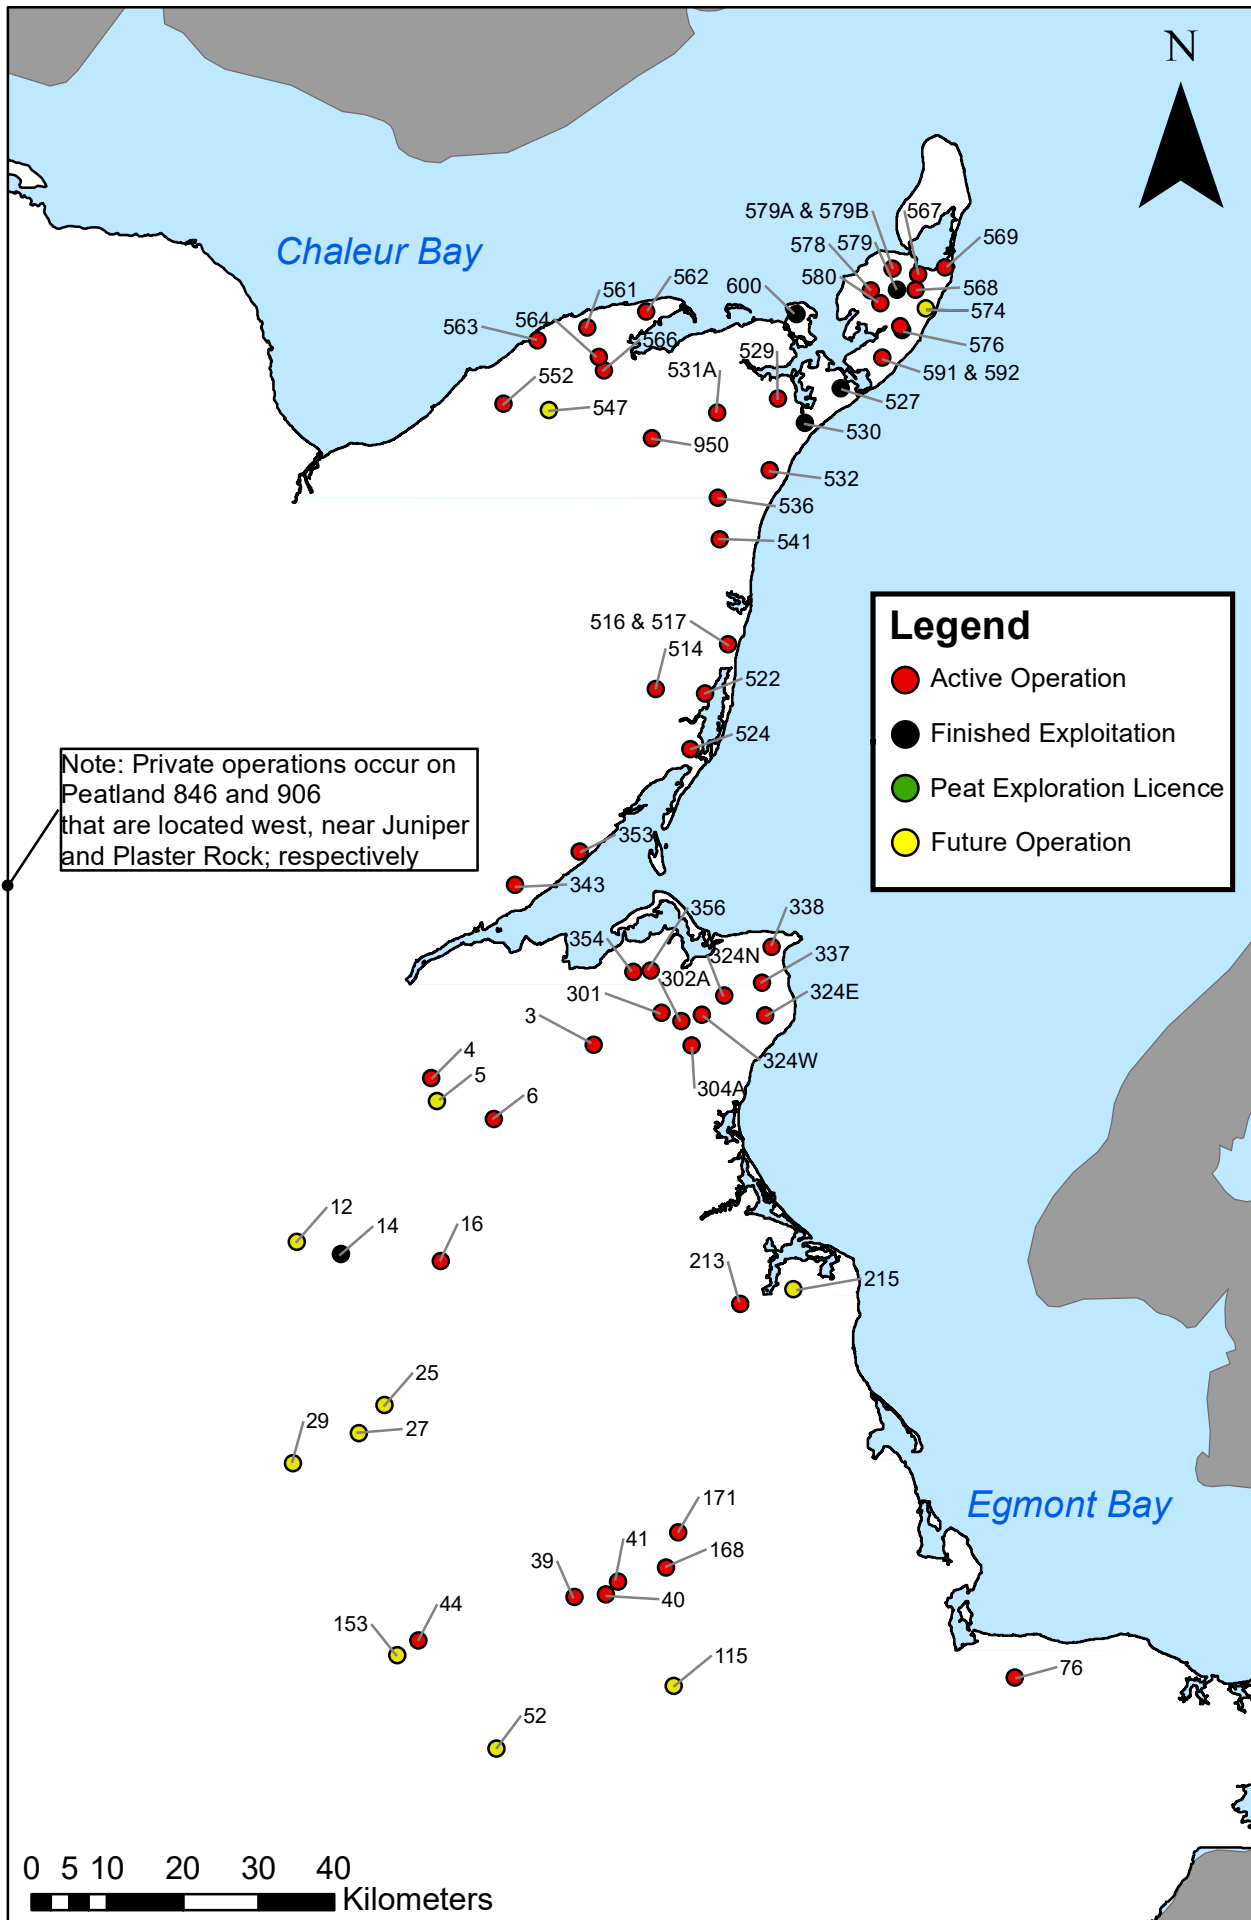 N
579A & 579B
567
578
579
569
Chaleur Bay
562
600
580
568
561
574
564
563
566
576
529
531A
591 & 592
552
547
527
530
950
532
536
541
Legend
516 & 517
514
Active Operation
522
Finished Exploitation
524
Note: Private operations occur on
Peatland 846 and 906
that are located west, near Juniper
and Plaster Rock; respectively
Peat Exploration Licence
Future Operation
353
343
356
338
354
324N
337
302A
301
324E
3
324W
4
5
304A
6
12
14
16
213
215
25
29
27
Egmont Bay
171
41
168
39
40
44
153
115
76
52
0 5 10 20 30 40
Kilometers